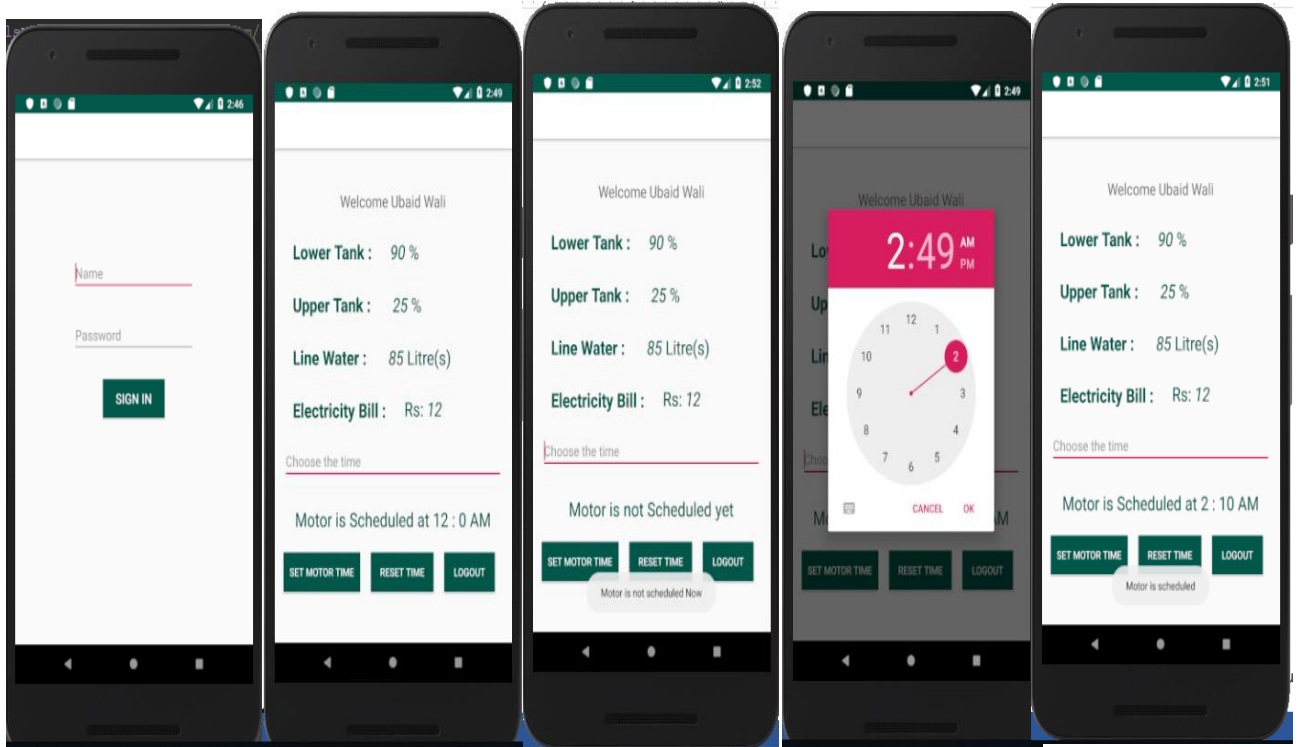 2:46
Name
Password
SIGN IN
2:49
Welcome Ubaid Wali
Lower Tank : 90 %
Upper Tank : 25 %
Line Water : 85 Litre(s)
Electricity Bill : Rs: 12
Choose the time
Motor is Scheduled at 12 : 0 AM
SET MOTOR TIME RESET TIME LOGOUT
2:52
Welcome Ubaid Wali
Lower Tank : 90 %
Upper Tank : 25 %
Line Water : 85 Litre(s)
Electricity Bill : Rs: 12
Choose the time
Motor is not Scheduled yet
SET MOTOR TIME RESET TIME LOGOUT
Motor is not scheduled Now
2:49
Welcome Ubaid Wali
Lo
2:49 AM
PM
Up
12
11 1
10 2
Lin
9 3
Ele
8 4
7 5
6
Choo
CANCEL OK
M AM
SET MOTOR TIME RESET TIME LOGOUT
2:51
Welcome Ubaid Wali
Lower Tank : 90 %
Upper Tank : 25 %
Line Water : 85 Litre(s)
Electricity Bill : Rs: 12
Choose the time
Motor is Scheduled at 2 : 10 AM
SET MOTOR TIME RESET TIME LOGOUT
Motor is scheduled